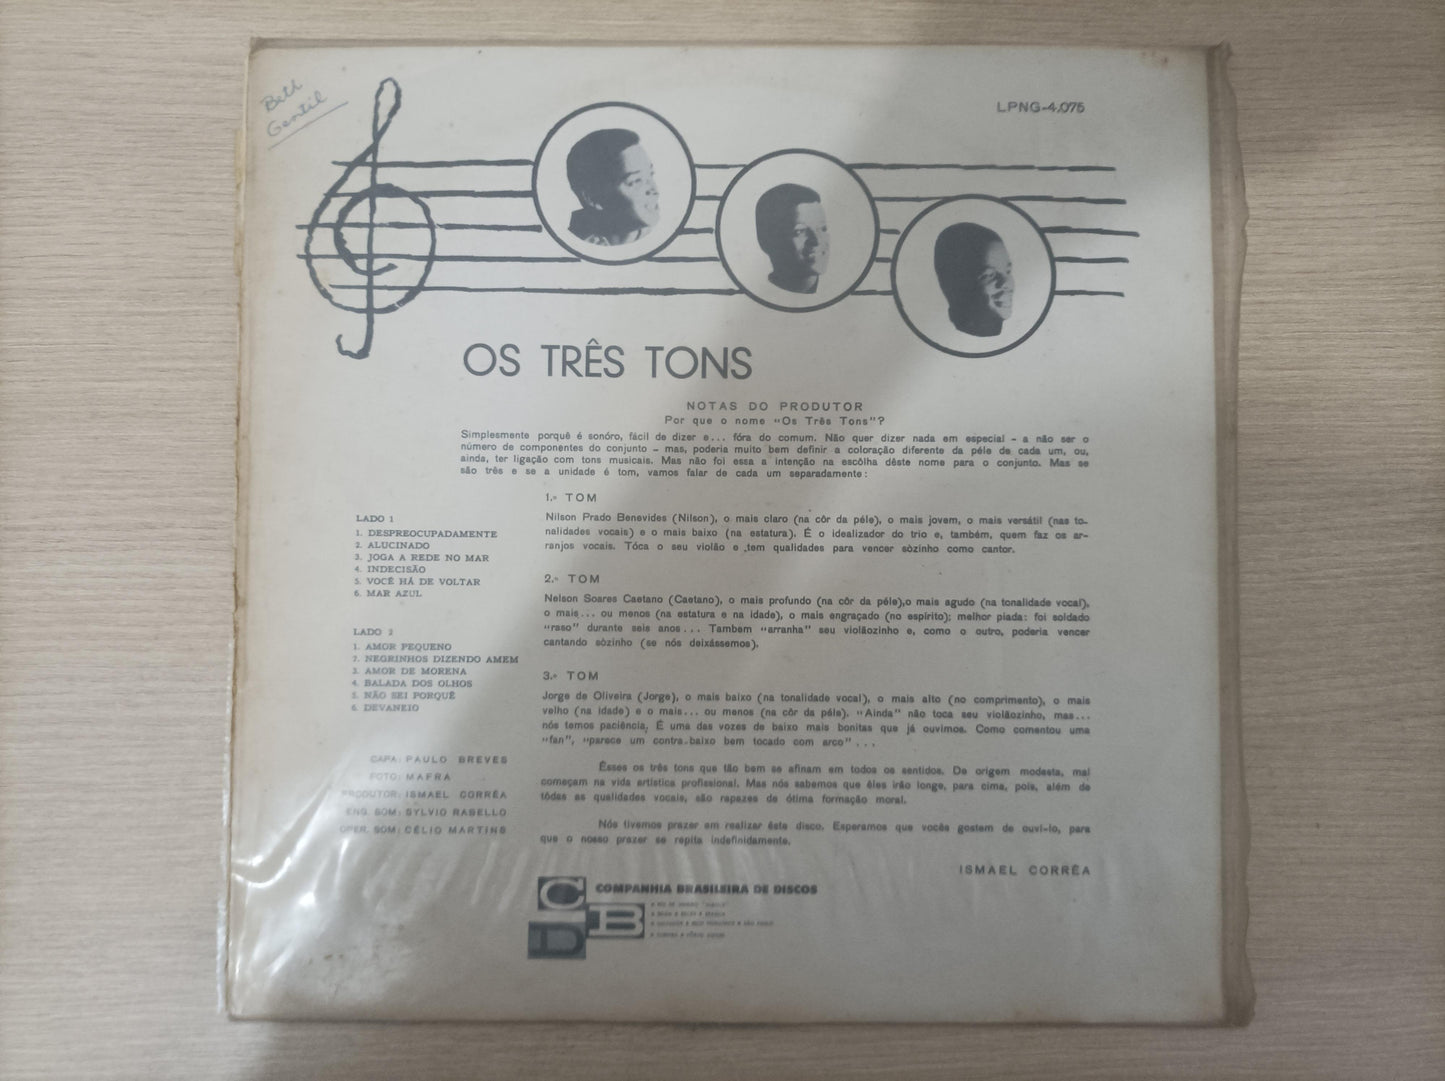 Beth
Gentil
LPNG-4.075
OS TRÊS TONS
NOTAS DO PRODUTOR
Por que o nome "Os Três Tons"?
Simplesmente porquê é sonóro, fácil de dizer e... fóra do comum. Não quer dizer nada em especial - a não ser o
número de componentes do conjunto - mas, poderia muito bem definir a coloração diferente da péle de cada um, ou,
ainda, ter ligação com tons musicais. Mas não foi essa a intenção na escôlha dêste nome para o conjunto. Mas se
são três e se a unidade é tom, vamos falar de cada um separadamente:
1.º TOM
Nilson Prado Benevides (Nilson), o mais claro (na côr da péle), o mais jovem, o mais versátil (nas to-
nalidades vocais) e o mais baixo (na estatura). É o idealizador do trio e, também, quem faz os ar-
ranjos vocais. Tóca o seu violão e tem qualidades para vencer sòzinho como cantor.
2.º TOM
Nelson Soares Caetano (Caetano), o mais profundo (na côr da péle),o mais agudo (na tonalidade vocal),
o mais... ou menos (na estatura e na idade), o mais engraçado (no espírito); melhor piada: foi soldado
"raso" durante seis anos... Tambem "arranha" seu violãozinho e, como o outro, poderia vencer
cantando sòzinho (se nós deixássemos).
3.º TOM
Jorge de Oliveira (Jorge), o mais baixo (na tonalidade vocal), o mais alto (no comprimento), o mais
velho (na idade) e o mais... ou menos (na côr da péle). "Ainda" não toca seu violãozinho, mas...
nós temos paciência. É uma das vozes de baixo mais bonitas que já ouvimos. Como comentou uma
"fan", "parece um contra-baixo bem tocado com arco" ...
Êsses os três tons que tão bem se afinam em todos os sentidos. De origem modesta, mal
começam na vida artística profissional. Mas nós sabemos que êles irão longe, para cima, pois, além de
tôdas as qualidades vocais, são rapazes de ótima formação moral.
Nós tivemos prazer em realizar êste disco. Esperamos que vocês gostem de ouvi-lo, para
que o nosso prazer se repita indefinidamente.
ISMAEL CORRÊA
LADO 1
1. DESPREOCUPADAMENTE
2. ALUCINADO
3. JOGA A REDE NO MAR
4. INDECISÃO
5. VOCÊ HÁ DE VOLTAR
6. MAR AZUL
LADO 2
1. AMOR PEQUENO
2. NEGRINHOS DIZENDO AMEM
3. AMOR DE MORENA
4. BALADA DOS OLHOS
5. NÃO SEI PORQUÊ
6. DEVANEIO
CAPA: PAULO BREVES
FOTO: MAFRA
PRODUTOR: ISMAEL CORRÊA
ENG. SOM: SYLVIO RABELLO
OPER. SOM: CÉLIO MARTINS
CBD
COMPANHIA BRASILEIRA DE DISCOS